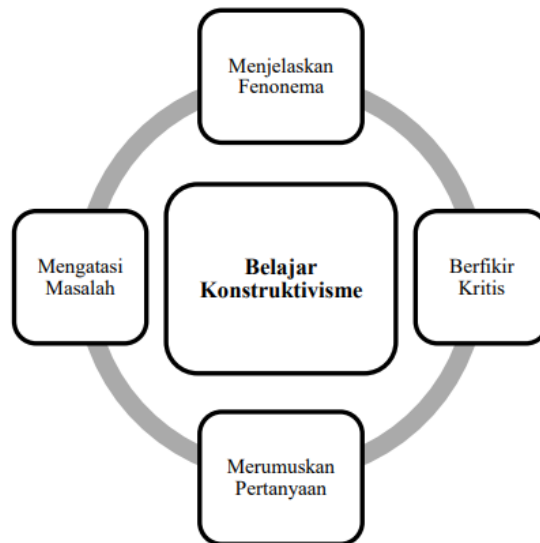 Menjelaskan
Fenonema
Mengatasi
Masalah
Belajar
Konstruktivisme
Berfikir
Kritis
Merumuskan
Pertanyaan